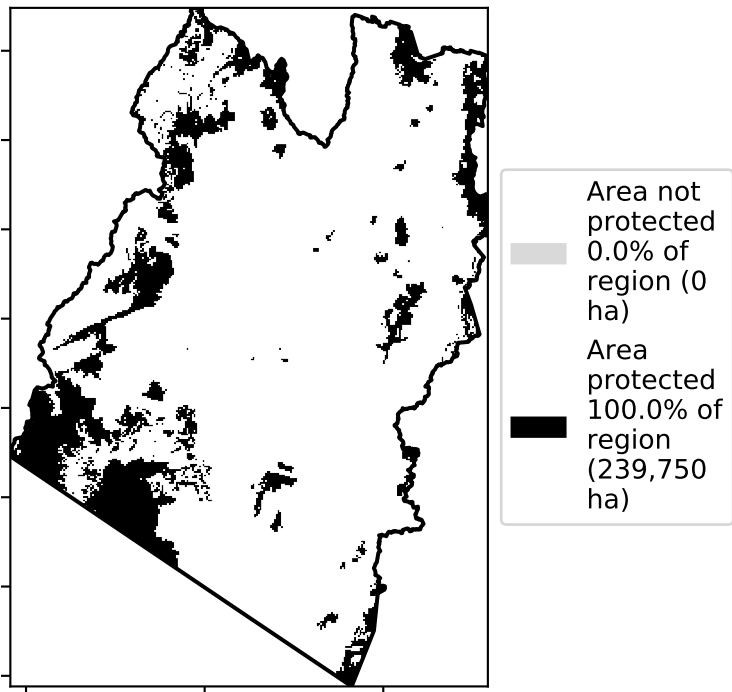 Area not
protected
0.0% of
region (0
ha)
Area
protected
100.0% of
region
(239,750
ha)